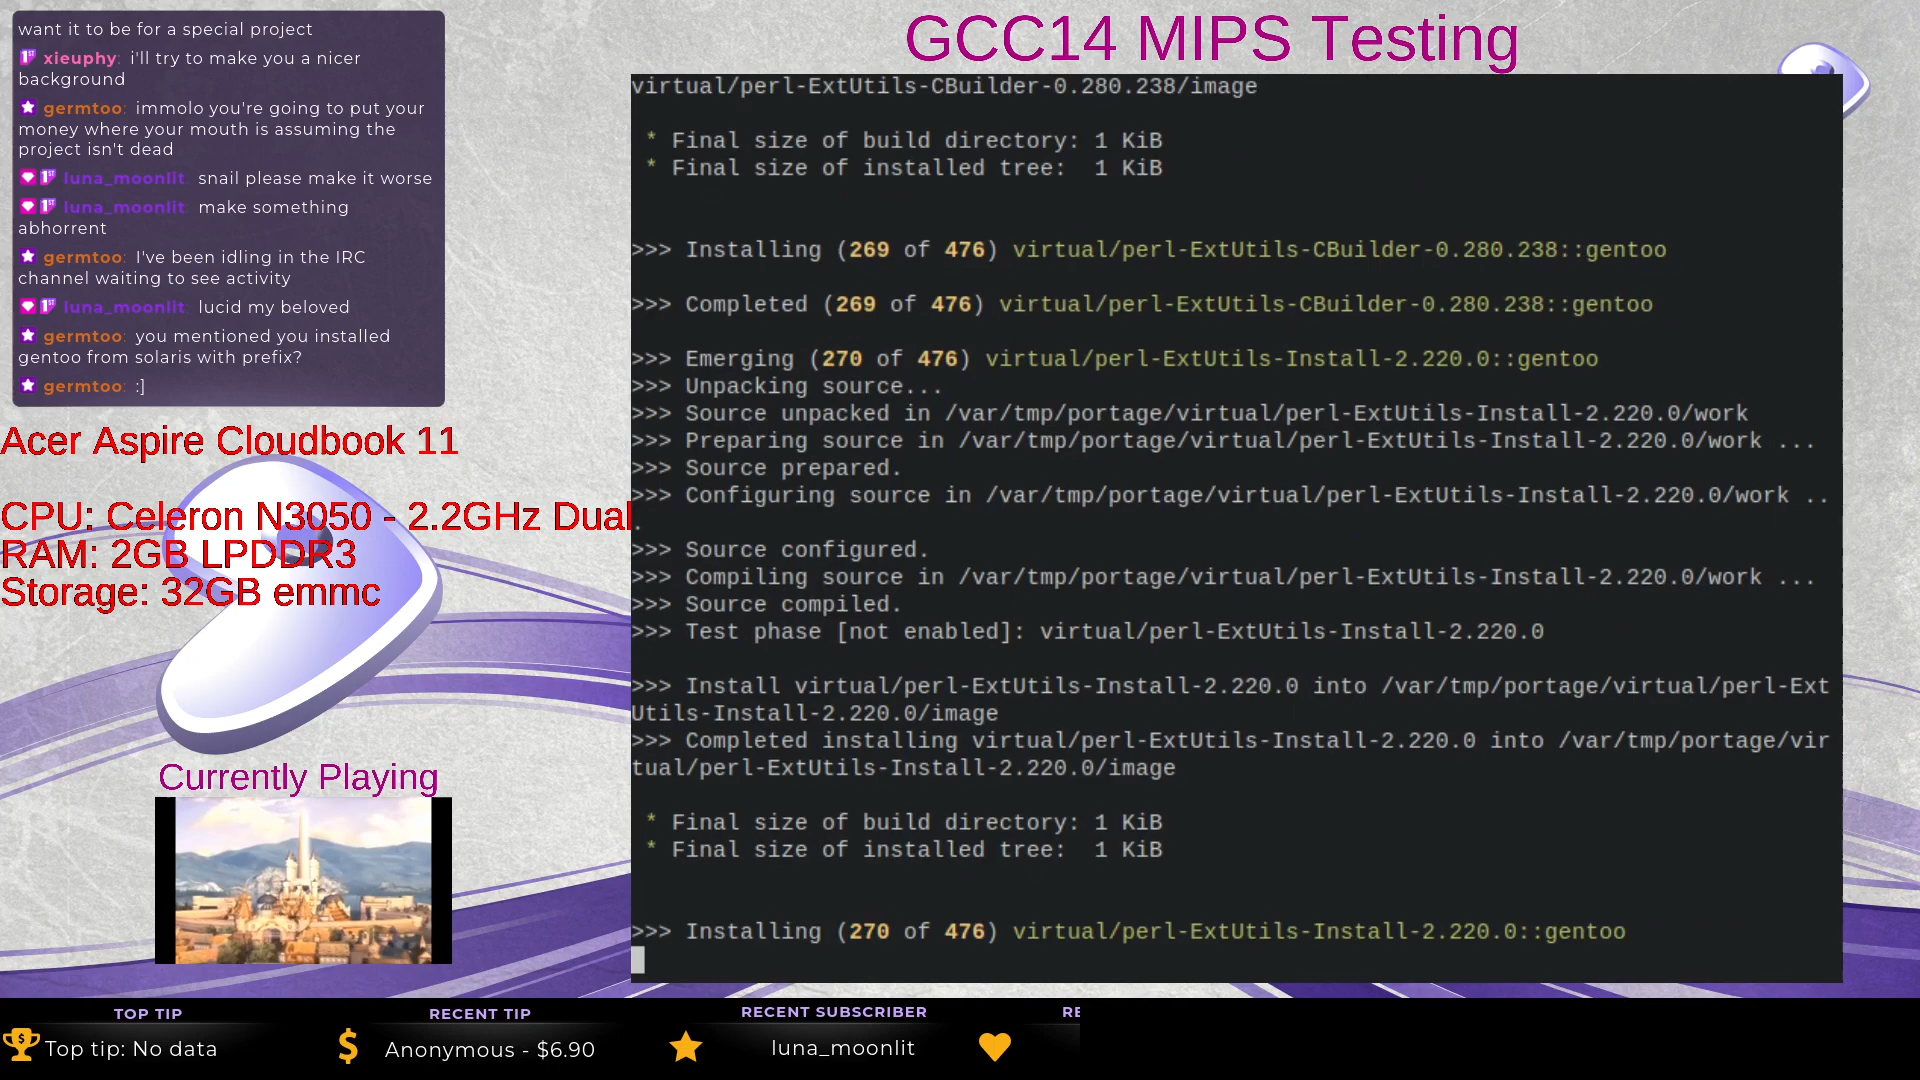 want it to be for a special project
xieuphy: i'll try to make you a nicer
background
germtoo: immolo you're going to put your
money where your mouth is assuming the
project isn't dead
luna_moonlit: snail please make it worse
luna_moonlit: make something
abhorrent
germtoo: I've been idling in the IRC
channel waiting to see activity
luna_moonlit: lucid my beloved
germtoo: you mentioned you installed
gentoo from solaris with prefix?
germtoo: :]
Acer Aspire Cloudbook 11
CPU: Celeron N3050 - 2.2GHz Dual
RAM: 2GB LPDDR3
Storage: 32GB emmc
Currently Playing
GCC14 MIPS Testing
virtual/perl-ExtUtils-CBuilder-0.280.238/image
* Final size of build directory: 1 KiB
* Final size of installed tree:  1 KiB
>>> Installing (269 of 476) virtual/perl-ExtUtils-CBuilder-0.280.238::gentoo
>>> Completed (269 of 476) virtual/perl-ExtUtils-CBuilder-0.280.238::gentoo
>>> Emerging (270 of 476) virtual/perl-ExtUtils-Install-2.220.0::gentoo
>>> Unpacking source...
>>> Source unpacked in /var/tmp/portage/virtual/perl-ExtUtils-Install-2.220.0/work
>>> Preparing source in /var/tmp/portage/virtual/perl-ExtUtils-Install-2.220.0/work ...
>>> Source prepared.
>>> Configuring source in /var/tmp/portage/virtual/perl-ExtUtils-Install-2.220.0/work ..
.
>>> Source configured.
>>> Compiling source in /var/tmp/portage/virtual/perl-ExtUtils-Install-2.220.0/work ...
>>> Source compiled.
>>> Test phase [not enabled]: virtual/perl-ExtUtils-Install-2.220.0
>>> Install virtual/perl-ExtUtils-Install-2.220.0 into /var/tmp/portage/virtual/perl-Ext
Utils-Install-2.220.0/image
>>> Completed installing virtual/perl-ExtUtils-Install-2.220.0 into /var/tmp/portage/vir
tual/perl-ExtUtils-Install-2.220.0/image
* Final size of build directory: 1 KiB
* Final size of installed tree:  1 KiB
>>> Installing (270 of 476) virtual/perl-ExtUtils-Install-2.220.0::gentoo
TOP TIP
Top tip: No data
RECENT TIP
Anonymous - $6.90
RECENT SUBSCRIBER
luna_moonlit
RE